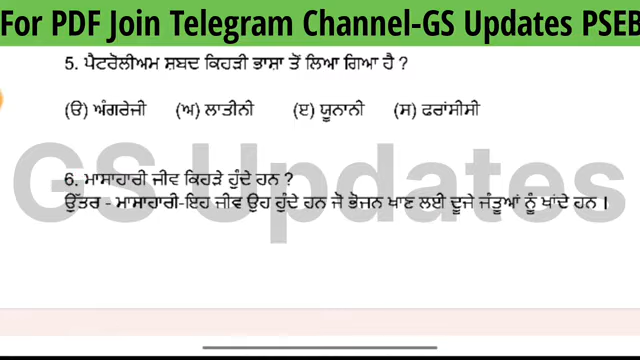 For PDF Join Telegram Channel-GS Updates PSEB
5. ਪੈਟਰੋਲੀਅਮ ਸ਼ਬਦ ਕਿਹੜੀ ਭਾਸ਼ਾ ਤੋਂ ਲਿਆ ਗਿਆ ਹੈ ?
(ੳ) ਅੰਗਰੇਜੀ (ਅ) ਲਾਤੀਨੀ (ੲ) ਯੂਨਾਨੀ (ਸ) ਫਰਾਂਸੀਸੀ
GS Updates
6. ਮਾਸਾਹਾਰੀ ਜੀਵ ਕਿਹੜੇ ਹੁੰਦੇ ਹਨ ?
ਉੱਤਰ - ਮਾਸਾਹਾਰੀ-ਇਹ ਜੀਵ ਉਹ ਹੁੰਦੇ ਹਨ ਜੋ ਭੋਜਨ ਖਾਣ ਲਈ ਦੂਜੇ ਜੰਤੂਆਂ ਨੂੰ ਖਾਂਦੇ ਹਨ ।